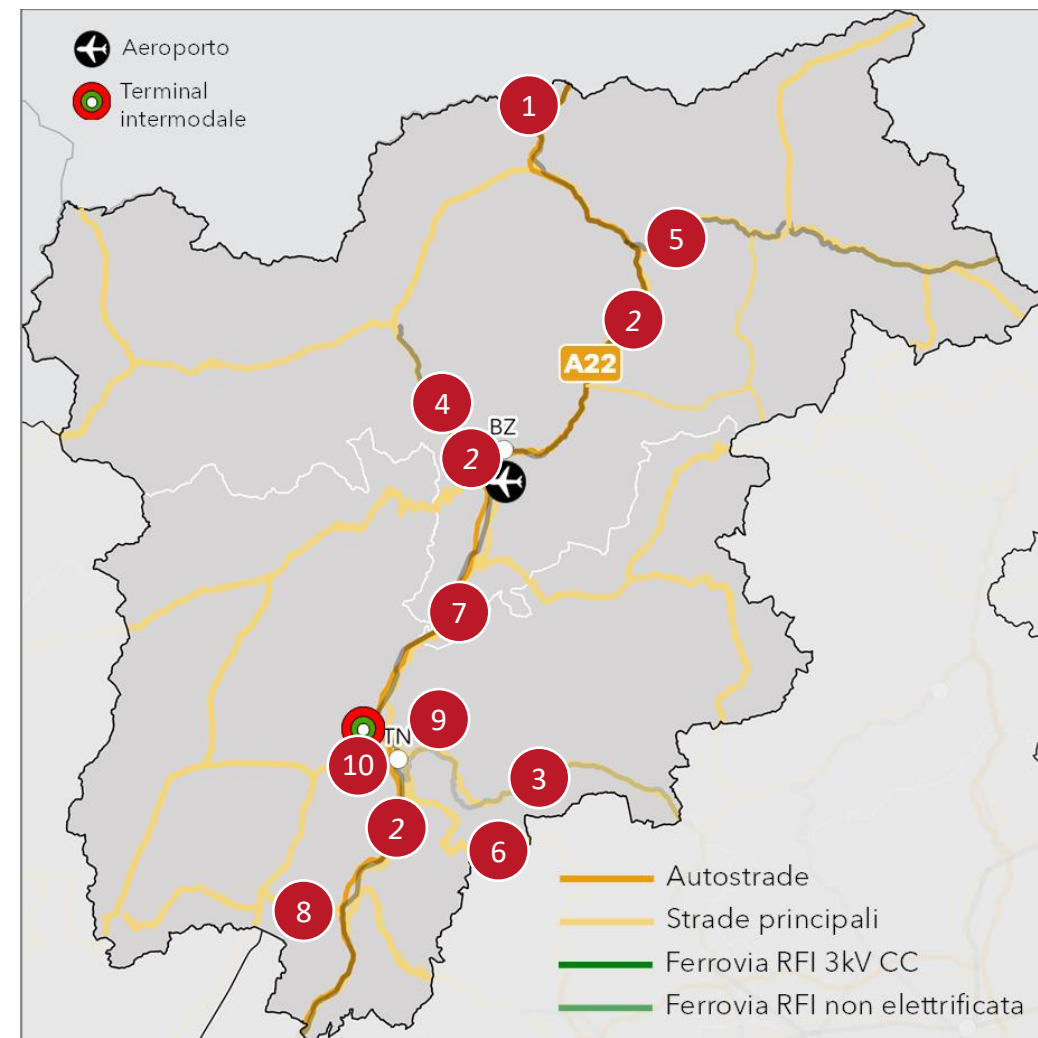 Aeroporto
Terminal
intermodale
1
5
2
A22
4
BZ
2
7
9
TN
10
3
2
6
8
Autostrade
Strade principali
Ferrovia RFI 3kV CC
Ferrovia RFI non elettrificata